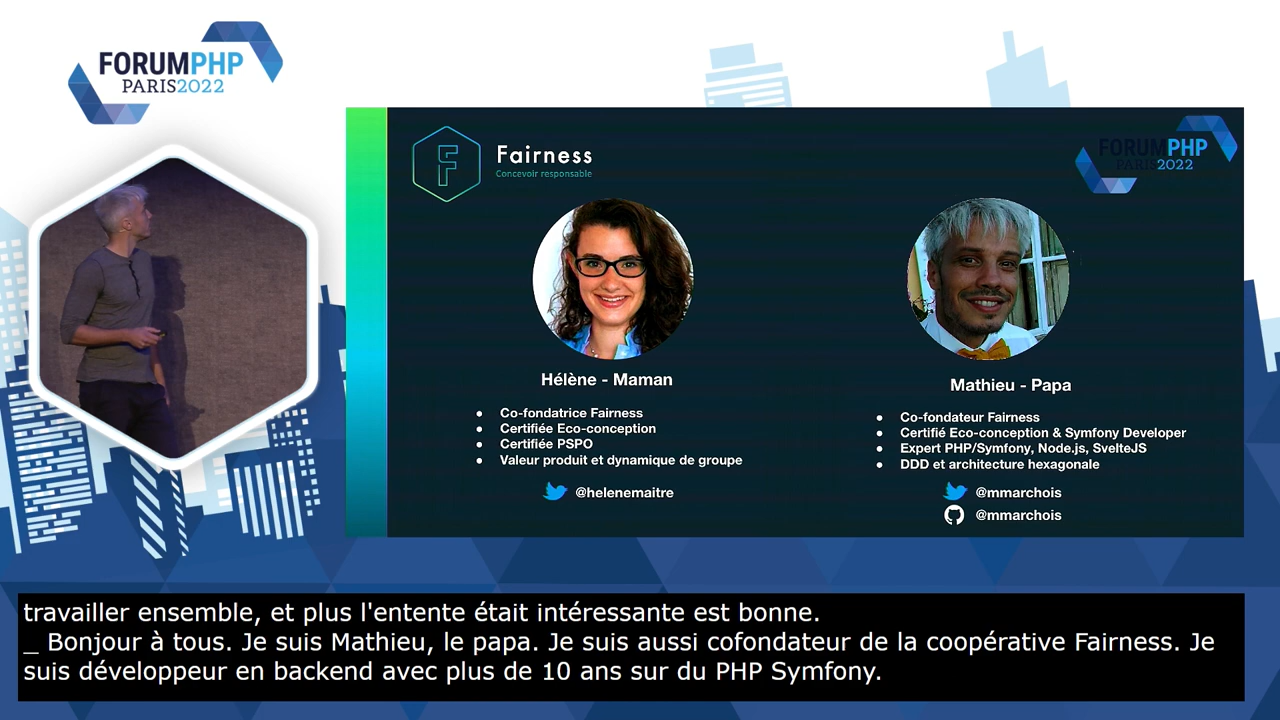 FORUMPHP
PARIS2022
Fairness
Concevoir responsable
FORUMPHP
PARIS2022
Hélène - Maman
● Co-fondatrice Fairness
● Certifiée Eco-conception
● Certifiée PSPO
● Valeur produit et dynamique de groupe
@helenemaitre
Mathieu - Papa
● Co-fondateur Fairness
● Certifié Eco-conception & Symfony Developer
● Expert PHP/Symfony, Node.js, SvelteJS
● DDD et architecture hexagonale
@mmarchois
@mmarchois
travailler ensemble, et plus l'entente était intéressante est bonne.
_ Bonjour à tous. Je suis Mathieu, le papa. Je suis aussi cofondateur de la coopérative Fairness. Je
suis développeur en backend avec plus de 10 ans sur du PHP Symfony.